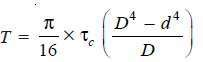 T = π/16 × τc (D⁴ − d⁴ / D)